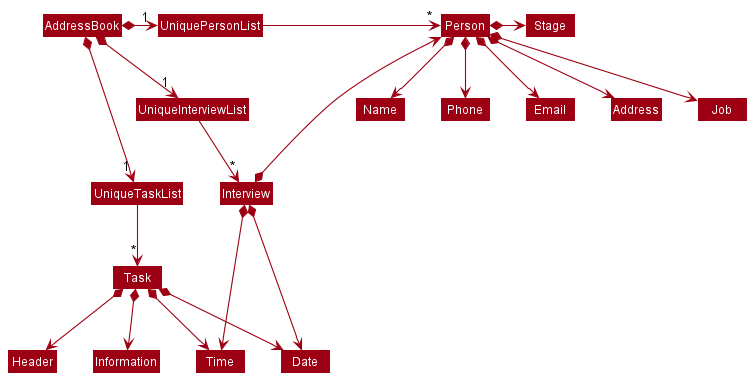 AddressBook
1
UniquePersonList
*
Person
Stage
1
UniqueInterviewList
Name
Phone
Email
Address
Job
1
*
UniqueTaskList
Interview
*
Task
Header
Information
Time
Date